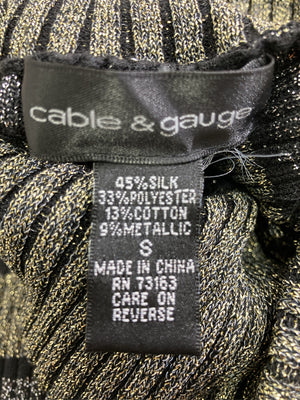 cable & gauge
45%SILK
33%POLYESTER
13%COTTON
9%METALLIC
S
MADE IN CHINA
RN 73163
CARE ON
REVERSE